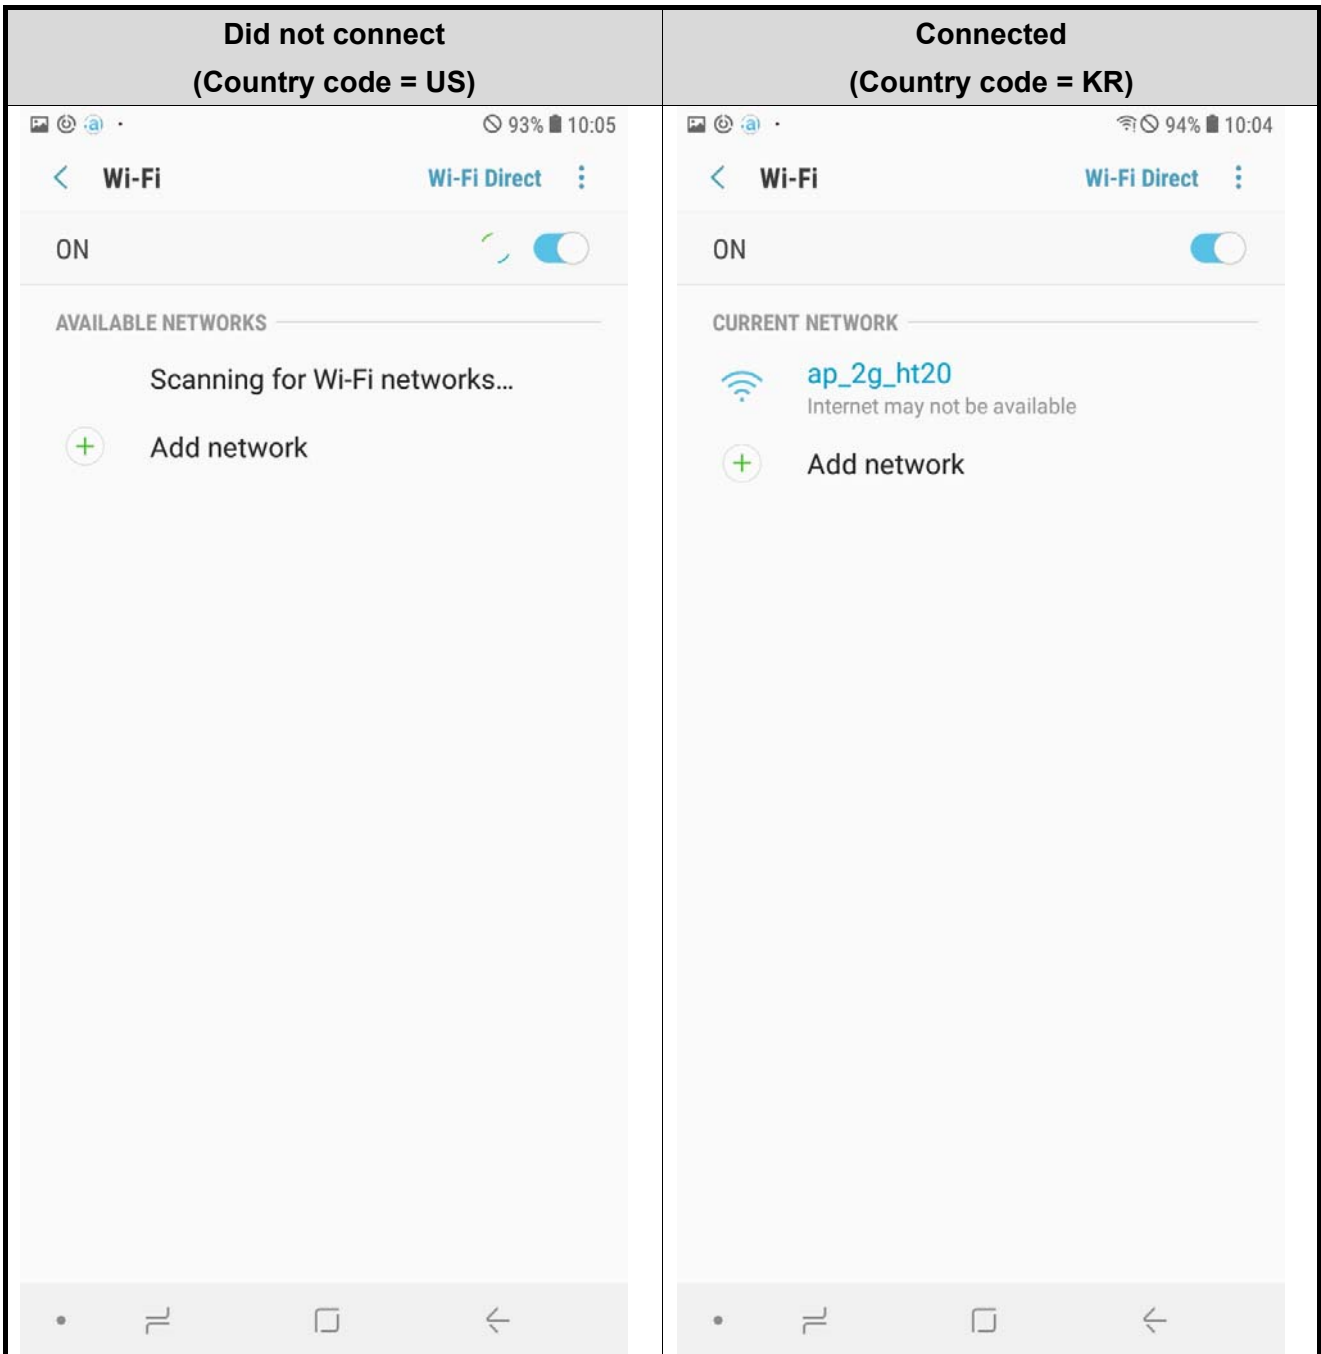 Did not connect
(Country code = US)
Connected
(Country code = KR)
a 93% 10:05
Wi-Fi Wi-Fi Direct
ON
AVAILABLE NETWORKS
Scanning for Wi-Fi networks...
Add network
a 94% 10:04
Wi-Fi Wi-Fi Direct
ON
CURRENT NETWORK
ap_2g_ht20
Internet may not be available
Add network